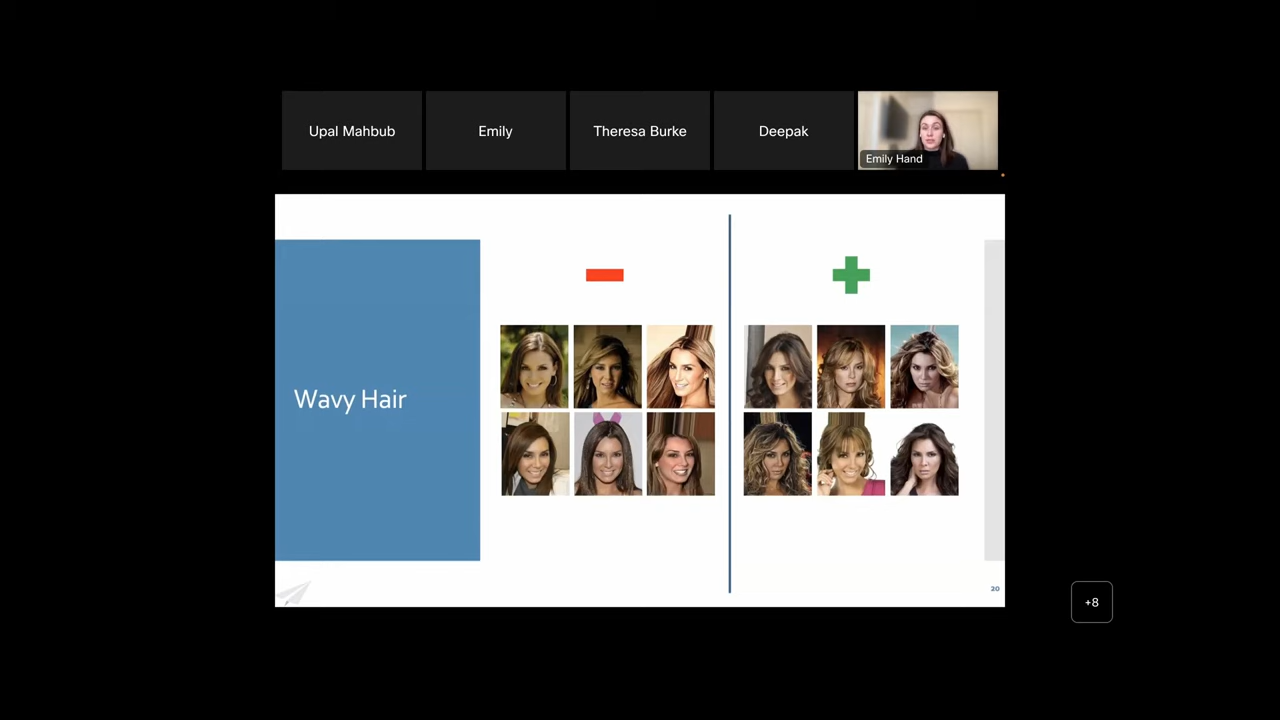 Upal Mahbub
Emily
Theresa Burke
Deepak
Emily Hand
Wavy Hair
20
+8